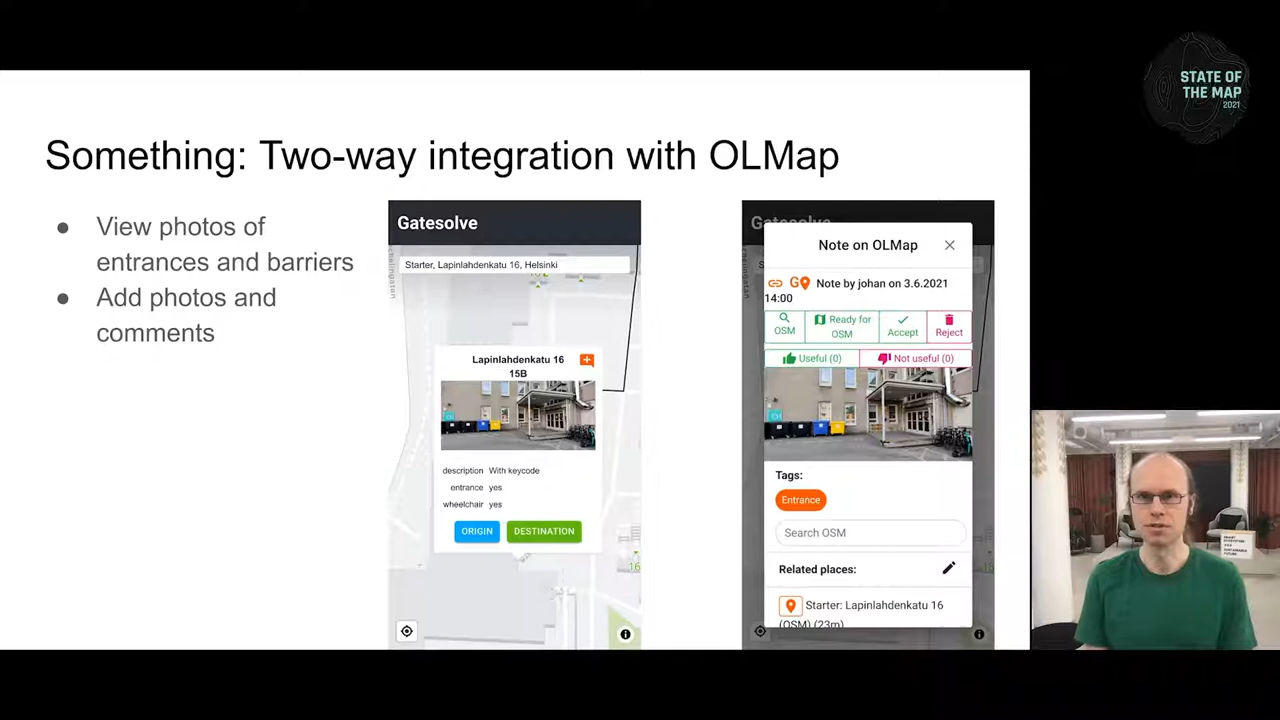 STATE OF
THE MAP
2021
Something: Two-way integration with OLMap
● View photos of
entrances and barriers
● Add photos and
comments
Gatesolve
Starter, Lapinlahdenkatu 16, Helsinki
Lapinlahdenkatu 16
15B
description With keycode
entrance yes
wheelchair yes
ORIGIN DESTINATION
Gatesolve
Note on OLMap
Note by johan on 3.6.2021
14:00
OSM
Ready for
OSM
Accept
Reject
Useful (0)
Not useful (0)
Tags:
Entrance
Search OSM
Related places:
Starter: Lapinlahdenkatu 16
(OSM) (23m)